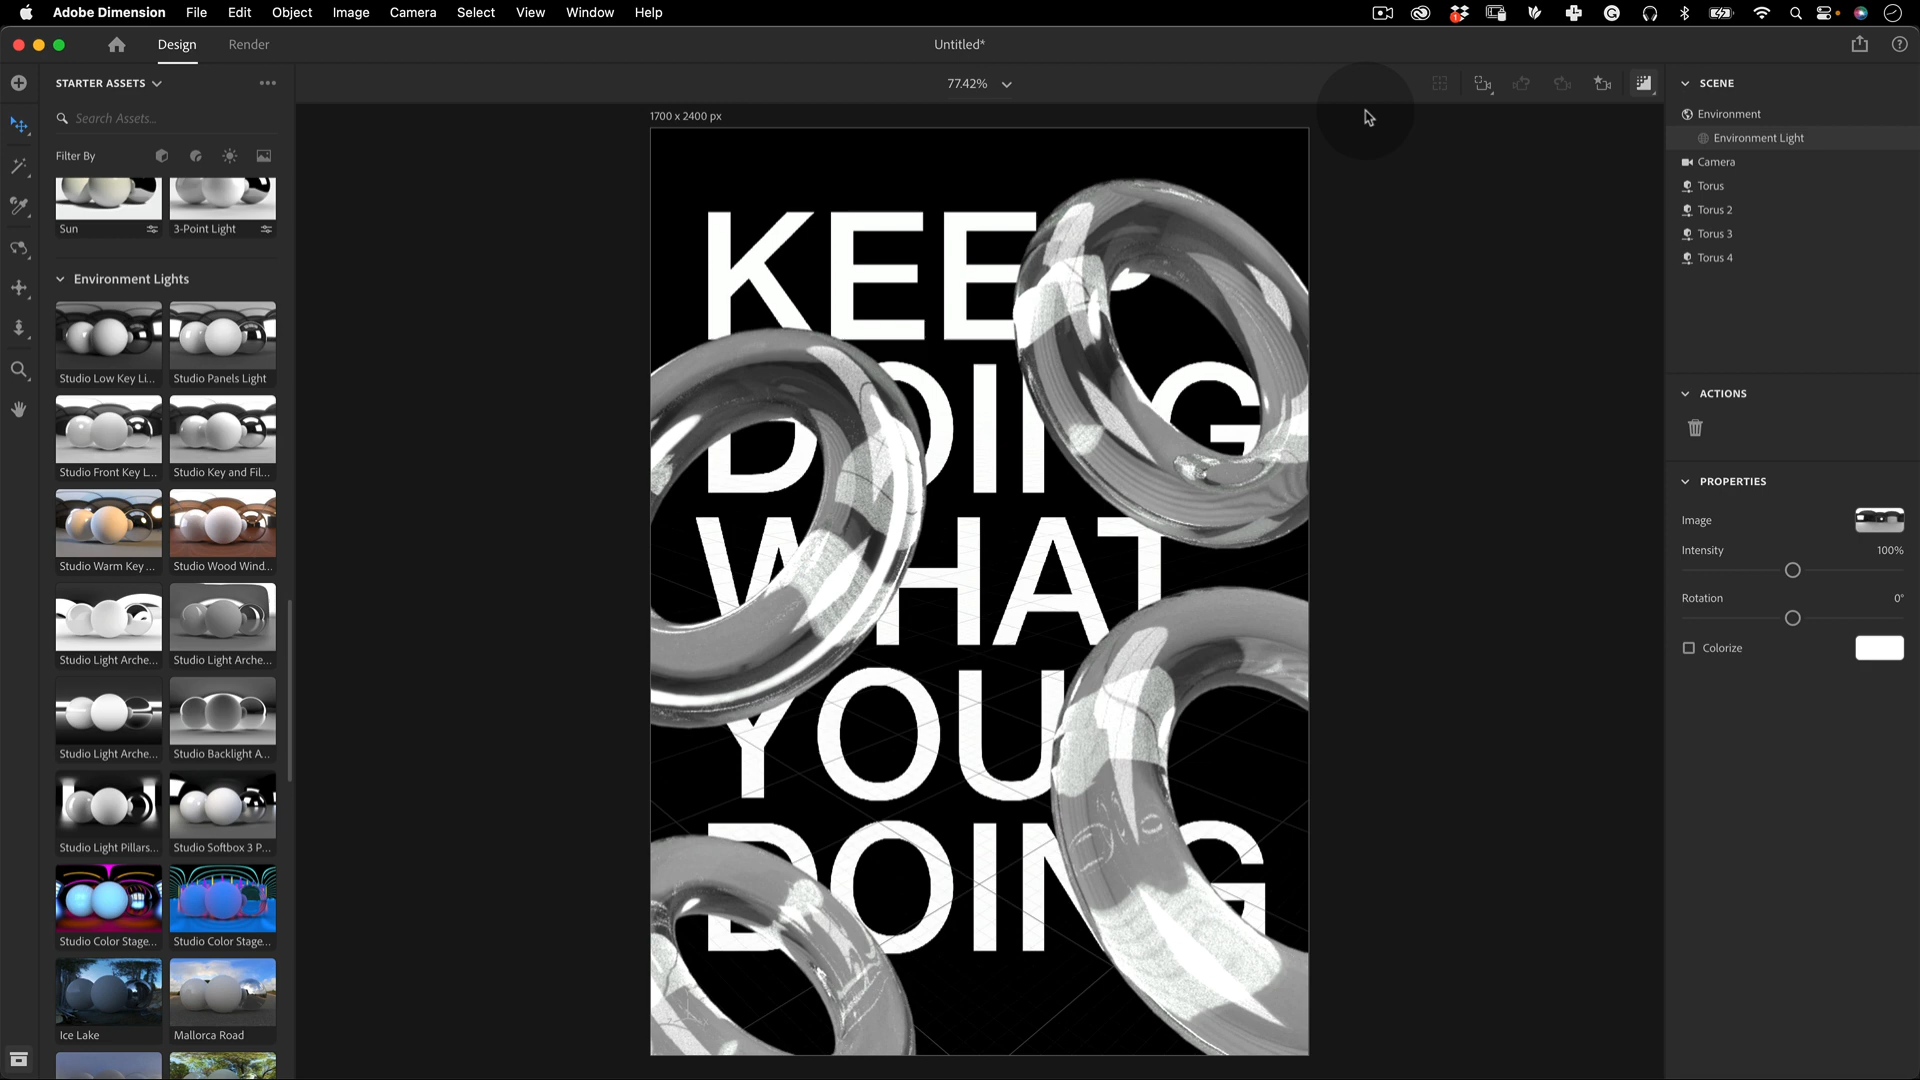 Adobe Dimension File Edit Object Image Camera Select View Window Help
Design Render Untitled*
STARTER ASSETS
77.42%
Search Assets...
Filter By
Sun 3-Point Light
Environment Lights
Studio Low Key Li... Studio Panels Light
Studio Front Key L... Studio Key and Fil...
Studio Warm Key ... Studio Wood Wind...
Studio Light Arche... Studio Light Arche...
Studio Light Arche... Studio Backlight A...
Studio Light Pillars... Studio Softbox 3 P...
Studio Color Stage... Studio Color Stage...
Ice Lake Mallorca Road
1700 x 2400 px
KEEP
DOING
WHAT
YOU
DOING
SCENE
Environment
Environment Light
Camera
Torus
Torus 2
Torus 3
Torus 4
ACTIONS
PROPERTIES
Image
Intensity 100%
Rotation 0°
Colorize